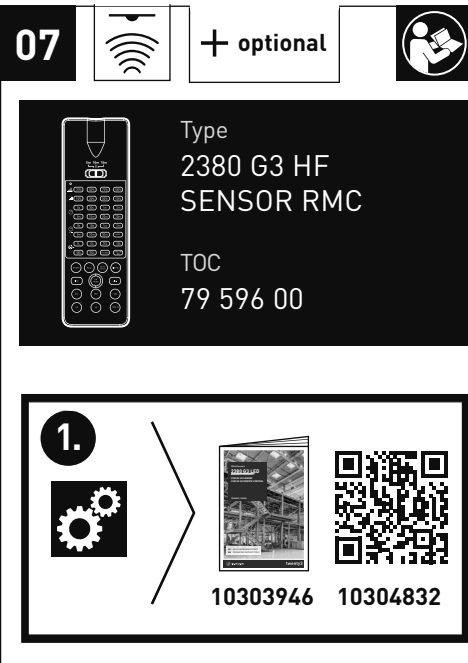 07
+ optional
Type
2380 G3 HF
SENSOR RMC
TOC
79 596 00
1.
10303946
10304832